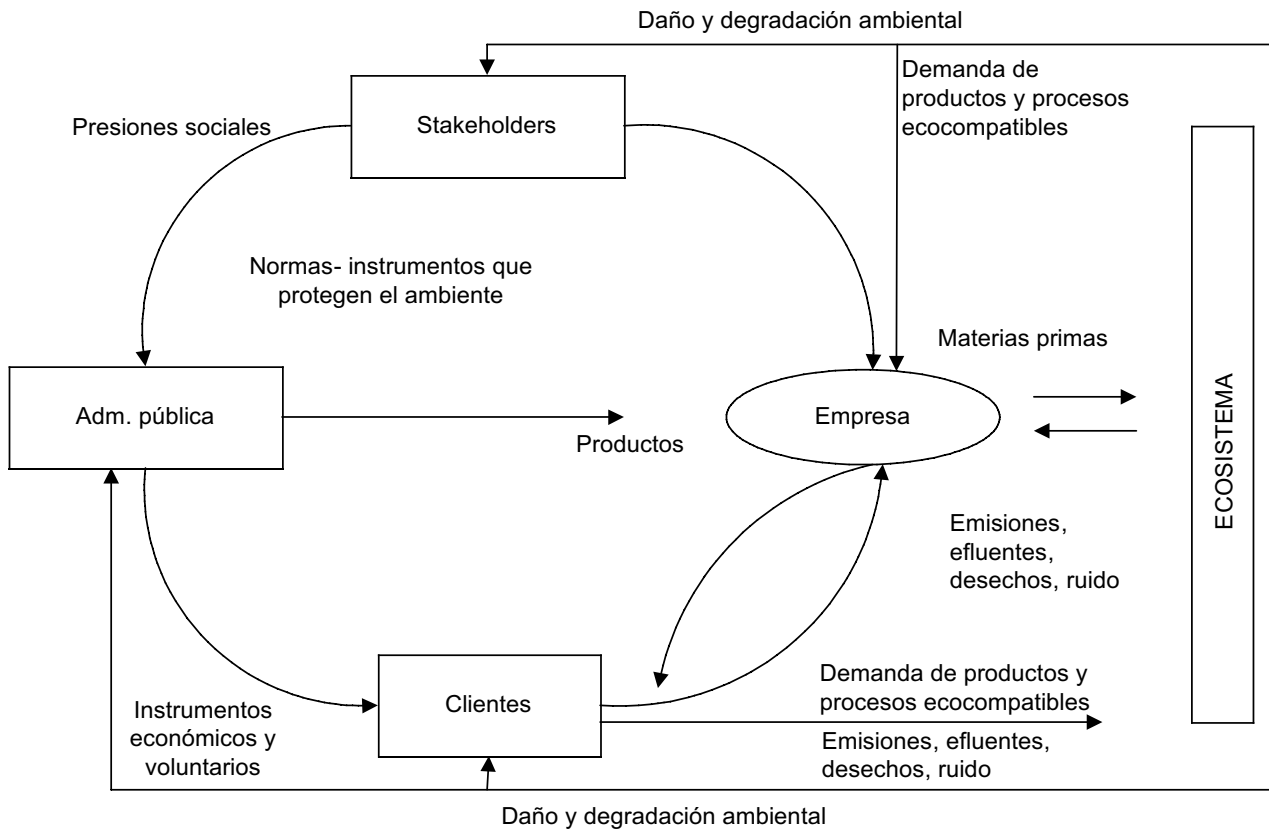 Daño y degradación ambiental
Stakeholders
Presiones sociales
Demanda de
productos y procesos
ecocompatibles
Normas- instrumentos que
protegen el ambiente
Materias primas
Adm. pública
Productos
Empresa
ECOSISTEMA
Emisiones,
efluentes,
desechos, ruido
Clientes
Demanda de productos y
procesos ecocompatibles
Instrumentos
económicos y
voluntarios
Emisiones, efluentes,
desechos, ruido
Daño y degradación ambiental